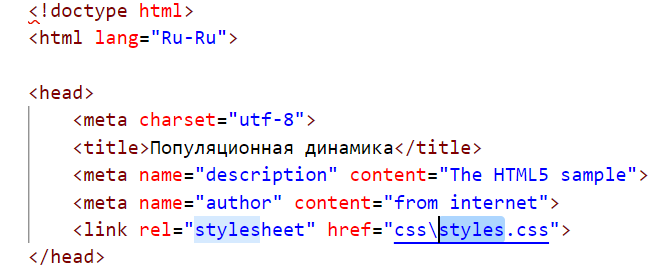 <!doctype html>
<html lang="Ru-Ru">
<head>
<meta charset="utf-8">
<title>Популяционная динамика</title>
<meta name="description" content="The HTML5 sample">
<meta name="author" content="from internet">
<link rel="stylesheet" href="css\styles.css">
</head>